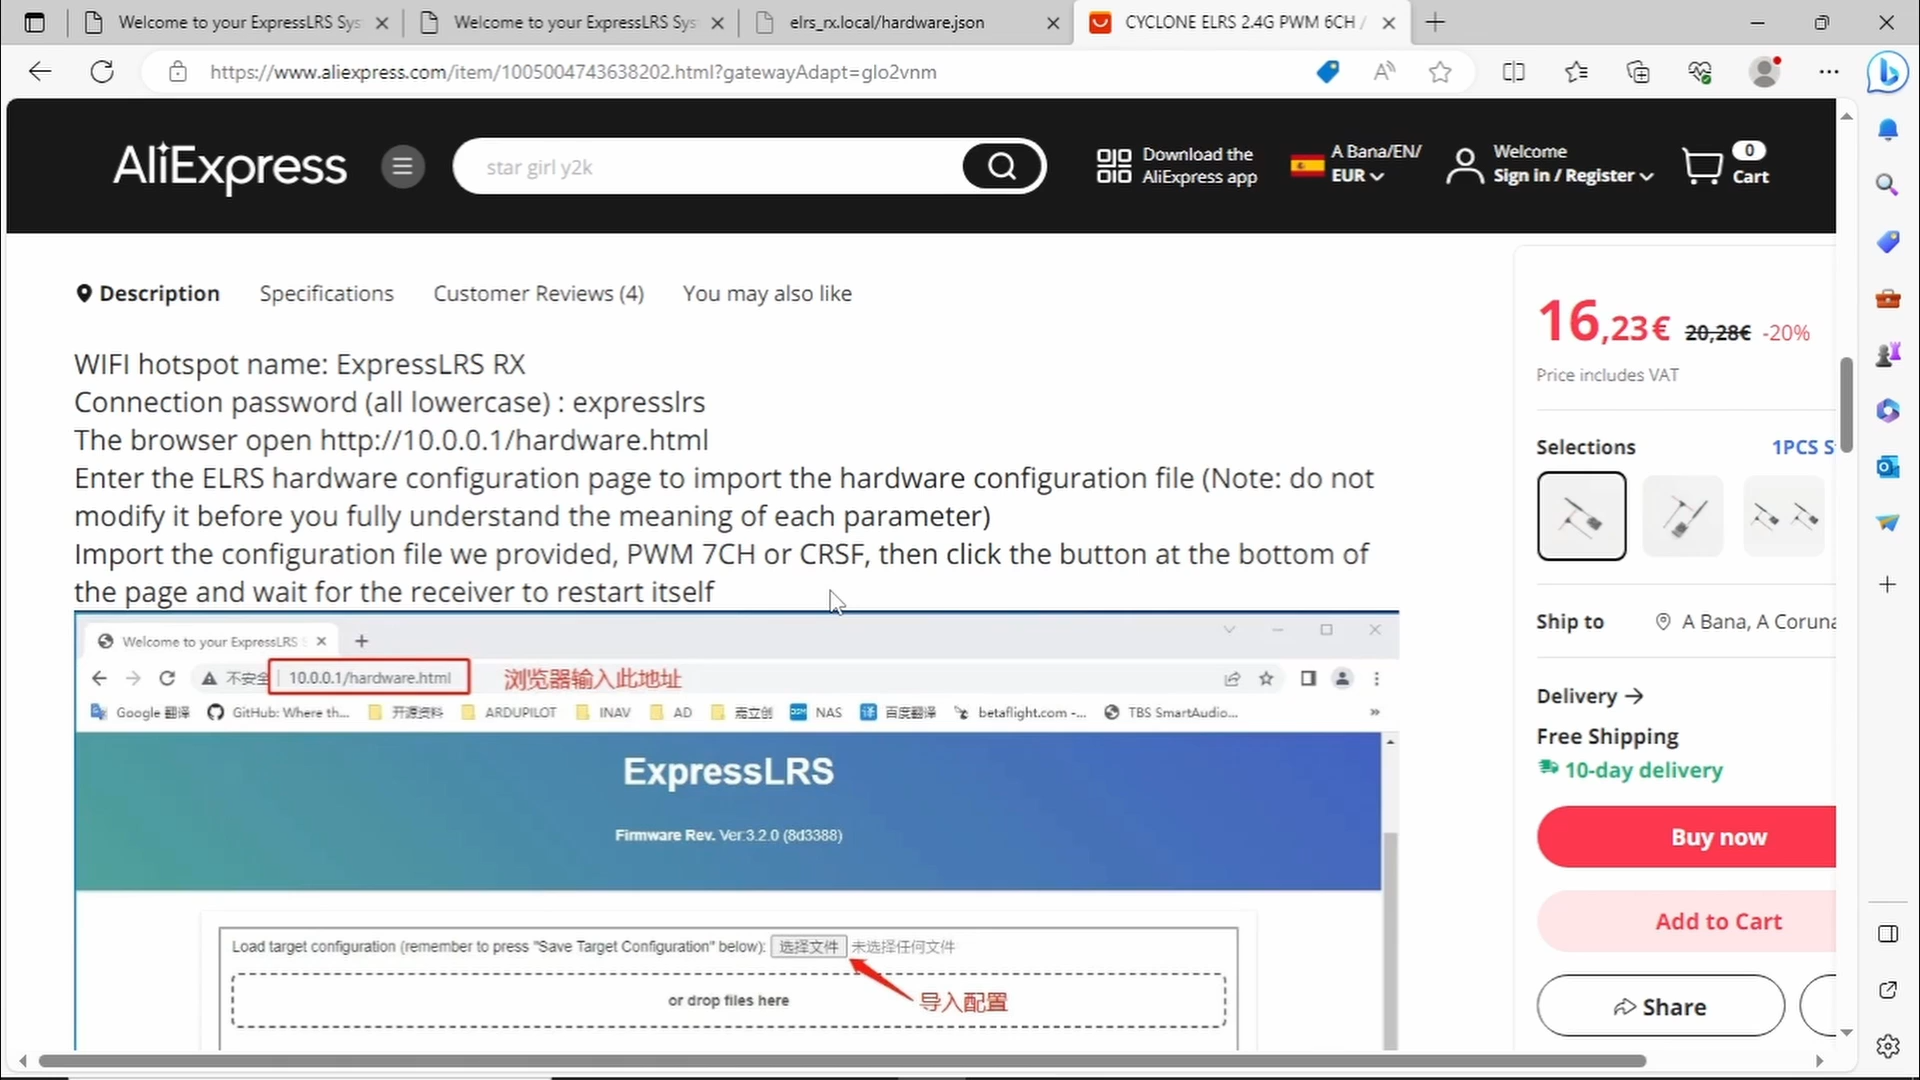 Welcome to your ExpressLRS Sys
Welcome to your ExpressLRS Sys
elrs_rx.local/hardware.json
CYCLONE ELRS 2.4G PWM 6CH /
https://www.aliexpress.com/item/1005004743638202.html?gatewayAdapt=glo2vnm
AliExpress
star girl y2k
Download the
AliExpress app
A Bana/EN/
EUR
Welcome
Sign in / Register
0
Cart
Description
Specifications
Customer Reviews (4)
You may also like
WIFI hotspot name: ExpressLRS RX
Connection password (all lowercase) : expresslrs
The browser open http://10.0.0.1/hardware.html
Enter the ELRS hardware configuration page to import the hardware configuration file (Note: do not
modify it before you fully understand the meaning of each parameter)
Import the configuration file we provided, PWM 7CH or CRSF, then click the button at the bottom of
the page and wait for the receiver to restart itself
Welcome to your ExpressLRS S
不安全 10.0.0.1/hardware.html
浏览器输入此地址
Google 翻译
GitHub: Where th...
开源资料
ARDUPILOT
INAV
AD
NAS
百度翻译
betaflight.com -...
TBS SmartAudio...
ExpressLRS
Firmware Rev. Ver.3.2.0 (8d3388)
Load target configuration (remember to press "Save Target Configuration" below): 选择文件 未选择任何文件
or drop files here
导入配置
16,23€ 20,28€ -20%
Price includes VAT
Selections
1PCS S
Ship to
A Bana, A Coruna
Delivery
Free Shipping
10-day delivery
Buy now
Add to Cart
Share